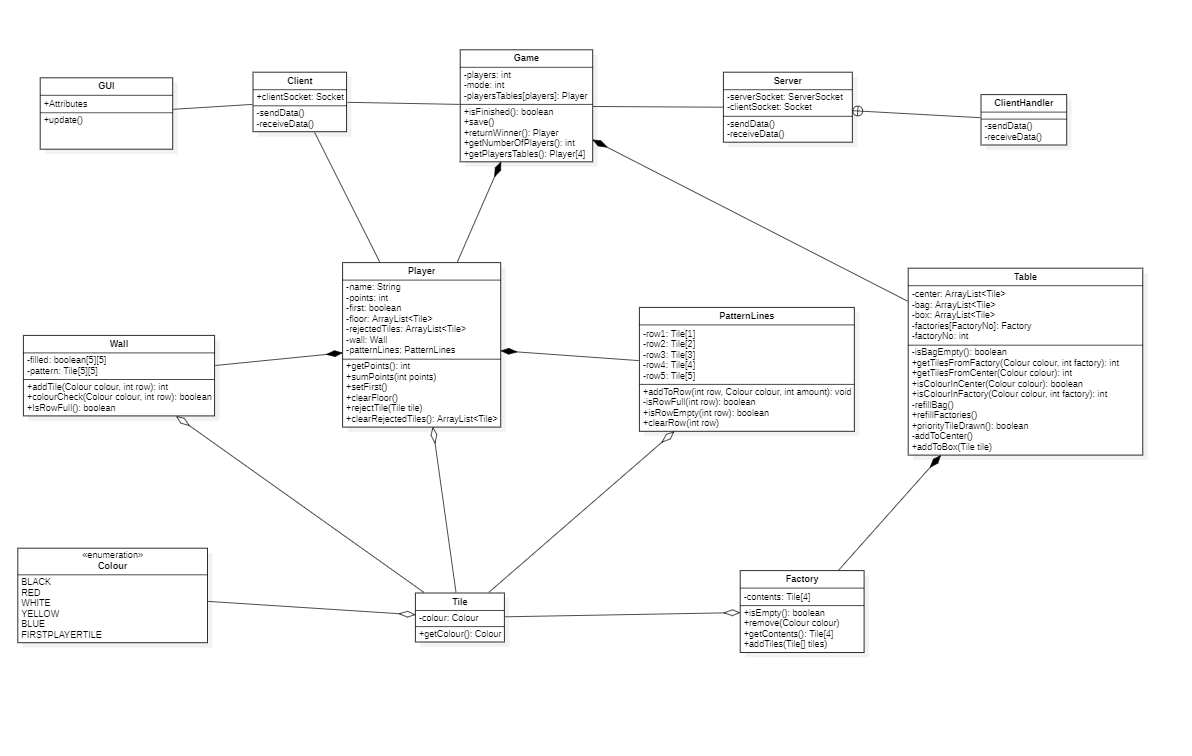 GUI
+Attributes
+update()
Client
+clientSocket: Socket
-sendData()
-receiveData()
Game
-players: int
-mode: int
-playersTables[players]: Player
+isFinished(): boolean
+save()
+returnWinner(): Player
+getNumberOfPlayers(): int
+getPlayersTables(): Player[4]
Server
-serverSocket: ServerSocket
-clientSocket: Socket
-sendData()
-receiveData()
ClientHandler
-sendData()
-receiveData()
Player
-name: String
-points: int
-first: boolean
-floor: ArrayList<Tile>
-rejectedTiles: ArrayList<Tile>
-wall: Wall
-patternLines; PatternLines
+getPoints(): int
+sumPoints(int points)
+setFirst()
+clearFloor()
+rejectTile(Tile tile)
+clearRejectedTiles(): ArrayList<Tile>
Table
-center: ArrayList<Tile>
-bag: ArrayList<Tile>
-box: ArrayList<Tile>
-factories[FactoryNo]: Factory
-factoryNo: int
-isBagEmpty(): boolean
+getTilesFromFactory(Colour colour, int factory): int
+getTilesFromCenter(Colour colour): int
+isColourInCenter(Colour colour): boolean
+isColourInFactory(Colour colour, int factory): int
-refillBag()
+refillFactories()
+priorityTileDrawn(): boolean
-addToCenter()
+addToBox(Tile tile)
Wall
-filled: boolean[5][5]
-pattern: Tile[5][5]
+addTile(Colour colour, int row): int
+colourCheck(Colour colour, int row): boolean
+IsRowFull(): boolean
PatternLines
-row1: Tile[1]
-row2: Tile[2]
-row3: Tile[3]
-row4: Tile[4]
-row5: Tile[5]
+addToRow(int row, Colour colour, int amount): void
-isRowFull(int row): boolean
+isRowEmpty(int row): boolean
+clearRow(int row)
«enumeration»
Colour
BLACK
RED
WHITE
YELLOW
BLUE
FIRSTPLAYERTILE
Tile
-colour: Colour
+getColour(): Colour
Factory
-contents: Tile[4]
+isEmpty(): boolean
+remove(Colour colour)
+getContents(): Tile[4]
+addTiles(Tile[] tiles)